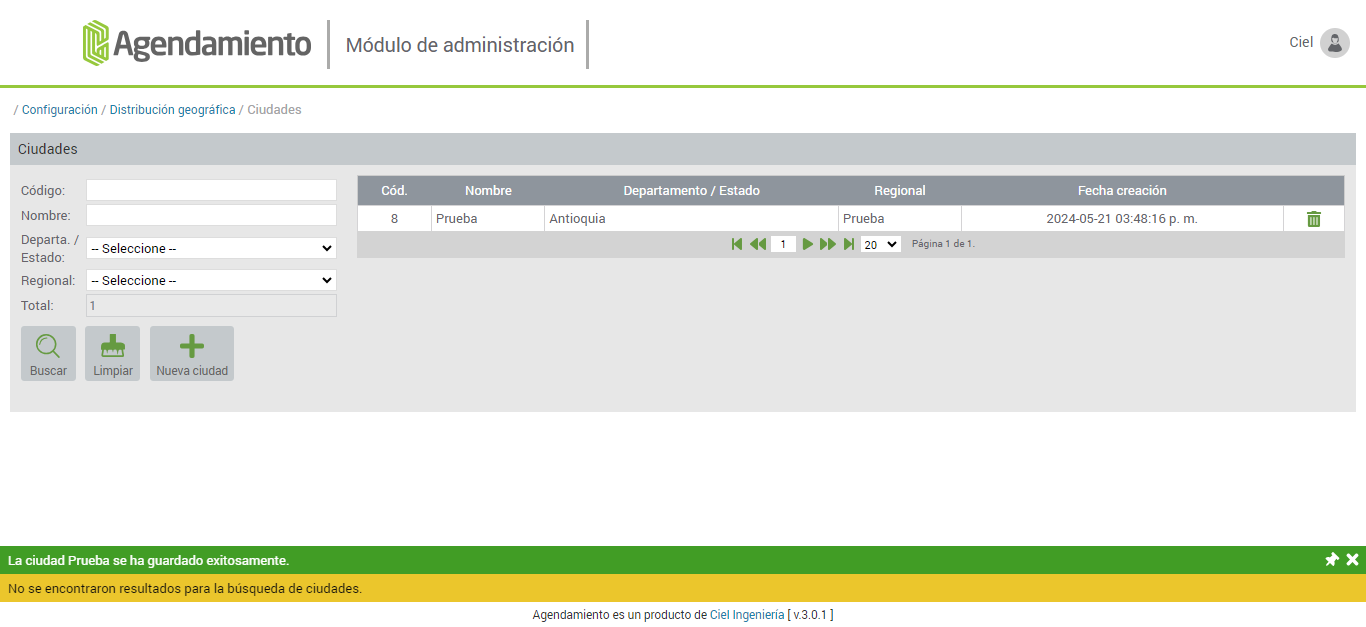 Agendamiento
Módulo de administración
Ciel
/ Configuración / Distribución geográfica / Ciudades
Ciudades
Código:
Nombre:
Departa. /
Estado:
-- Seleccione --
Regional:
-- Seleccione --
Total:
1
Buscar
Limpiar
Nueva ciudad
Cód. Nombre Departamento / Estado Regional Fecha creación
8 Prueba Antioquia Prueba 2024-05-21 03:48:16 p. m.
1 20 Página 1 de 1.
La ciudad Prueba se ha guardado exitosamente.
No se encontraron resultados para la búsqueda de ciudades.
Agendamiento es un producto de Ciel Ingeniería [ v.3.0.1 ]